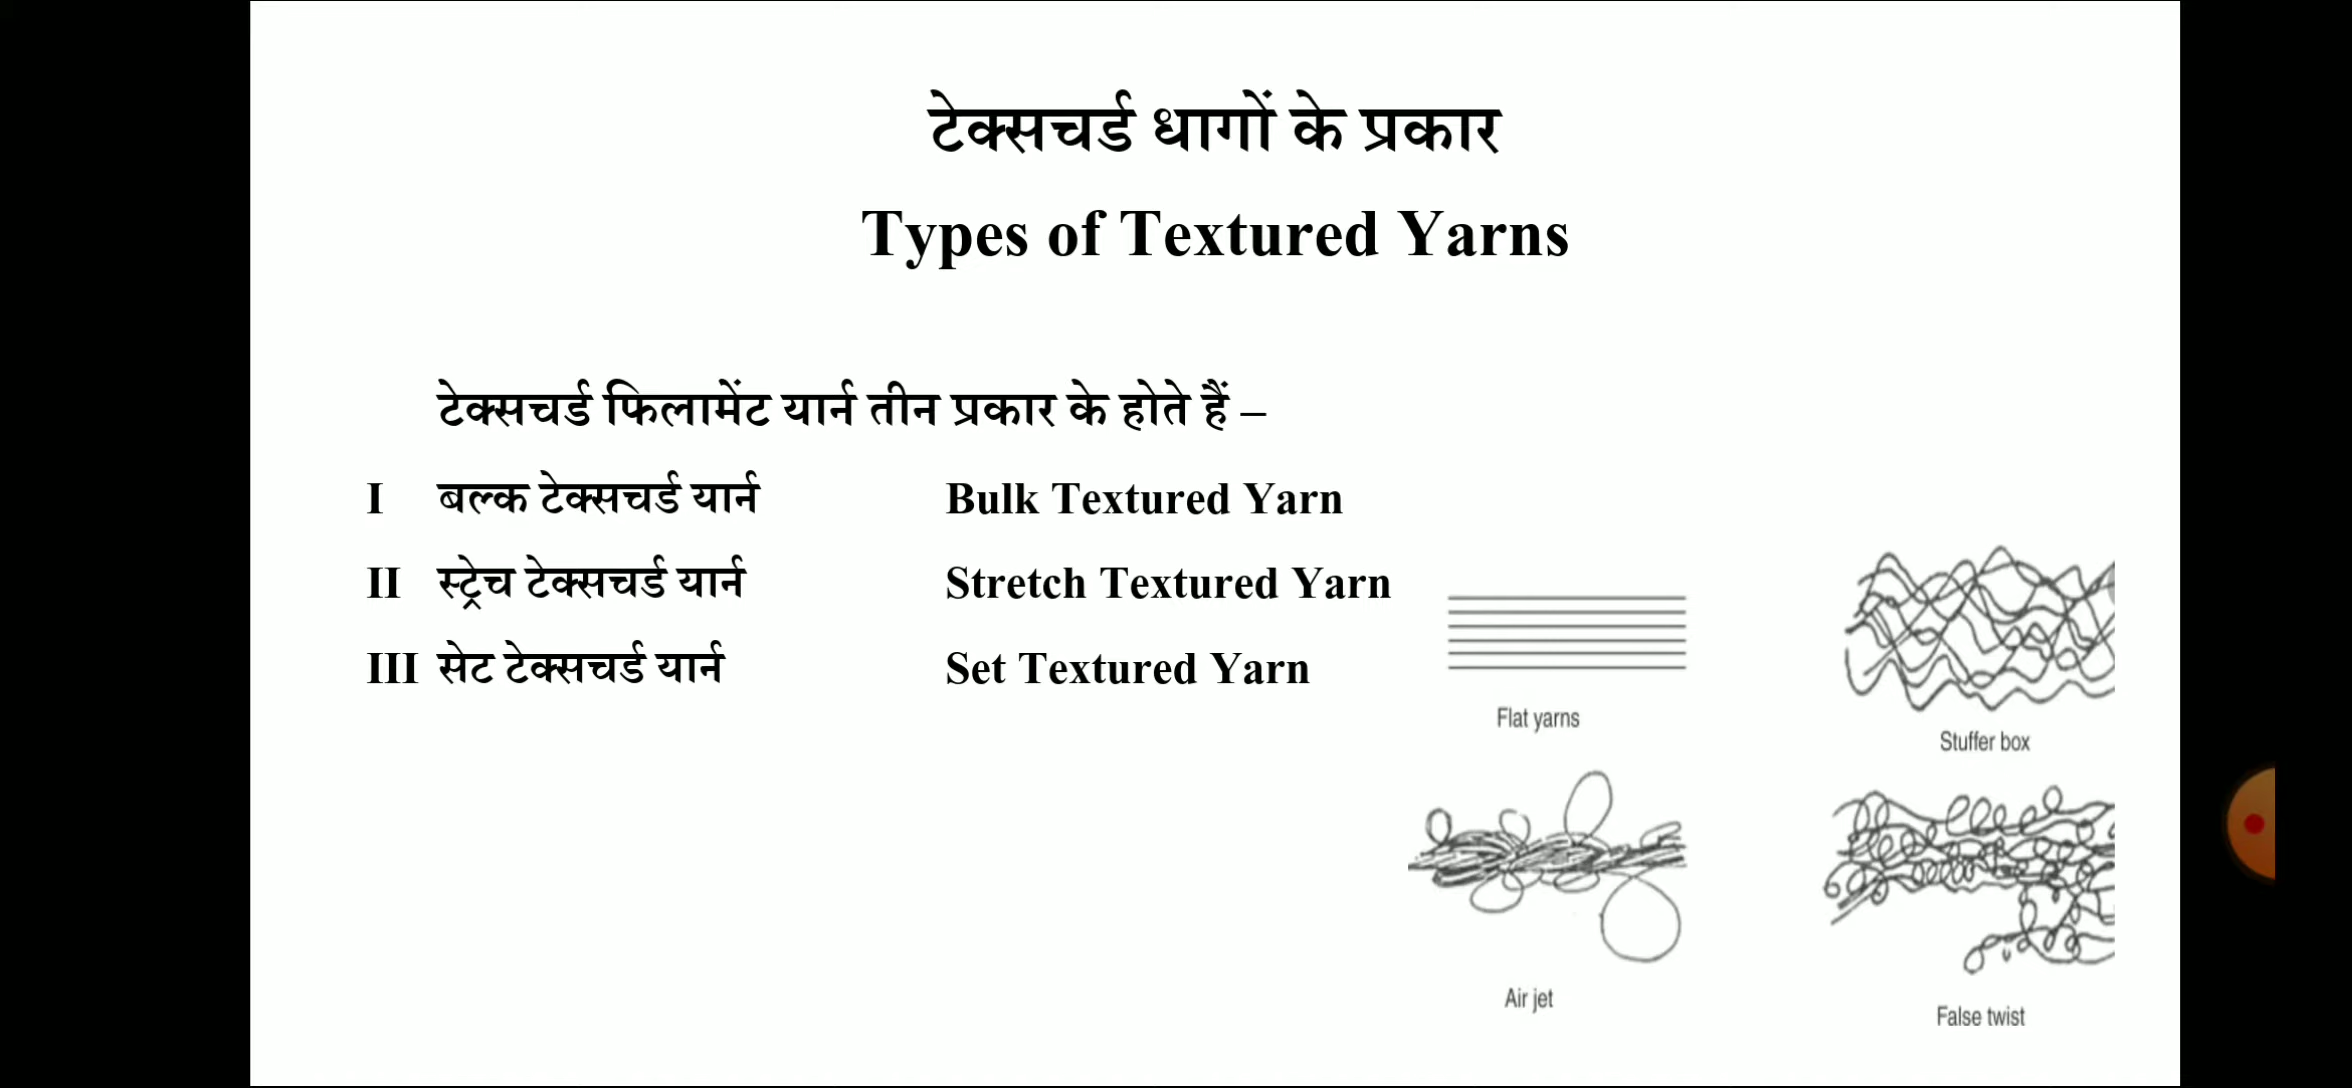 टेक्सचर्ड धागों के प्रकार
Types of Textured Yarns
टेक्सचर्ड फिलामेंट यार्न तीन प्रकार के होते हैं –
I बल्क टेक्सचर्ड यार्न Bulk Textured Yarn
II स्ट्रेच टेक्सचर्ड यार्न Stretch Textured Yarn
III सेट टेक्सचर्ड यार्न Set Textured Yarn
Flat yarns
Stuffer box
Air jet
False twist